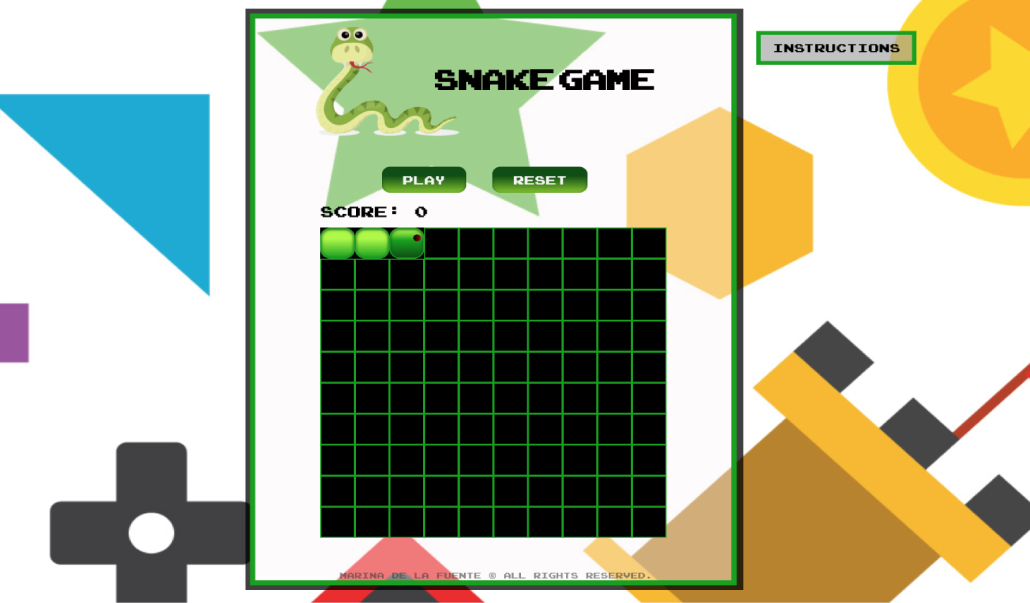 INSTRUCTIONS
SNAKE GAME
PLAY RESET
SCORE: 0
MARINA DE LA FUENTE ® ALL RIGHTS RESERVED.